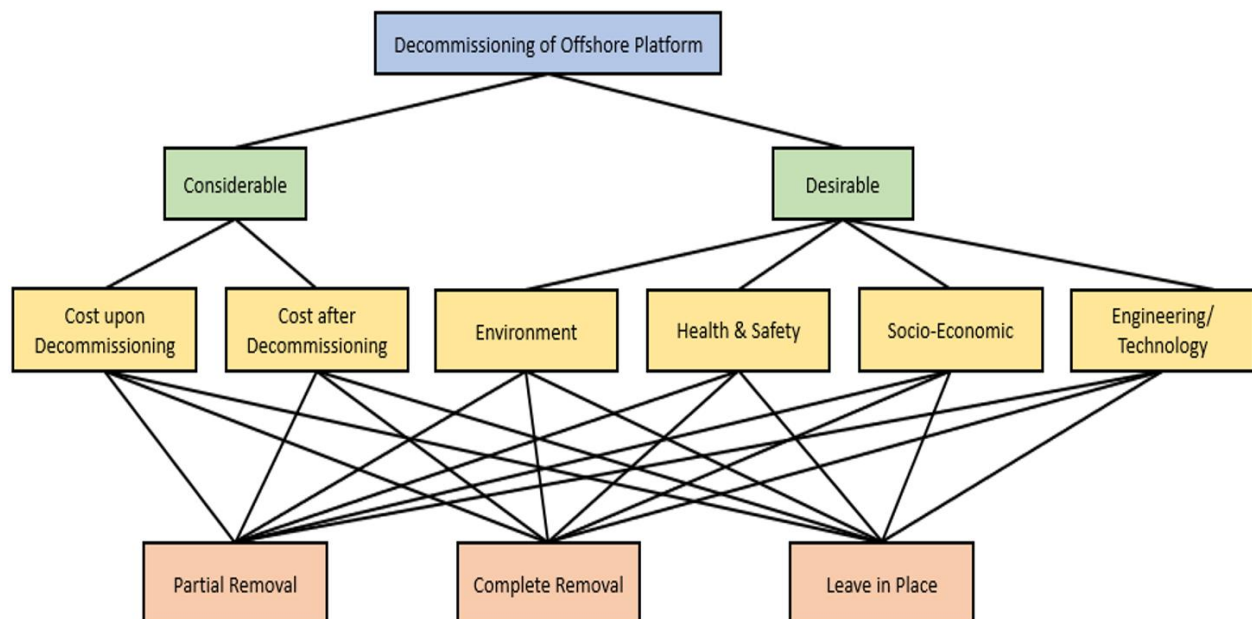 Decommissioning of Offshore Platform
Considerable
Desirable
Cost upon
Decommissioning
Cost after
Decommissioning
Environment
Health & Safety
Socio-Economic
Engineering/
Technology
Partial Removal
Complete Removal
Leave in Place